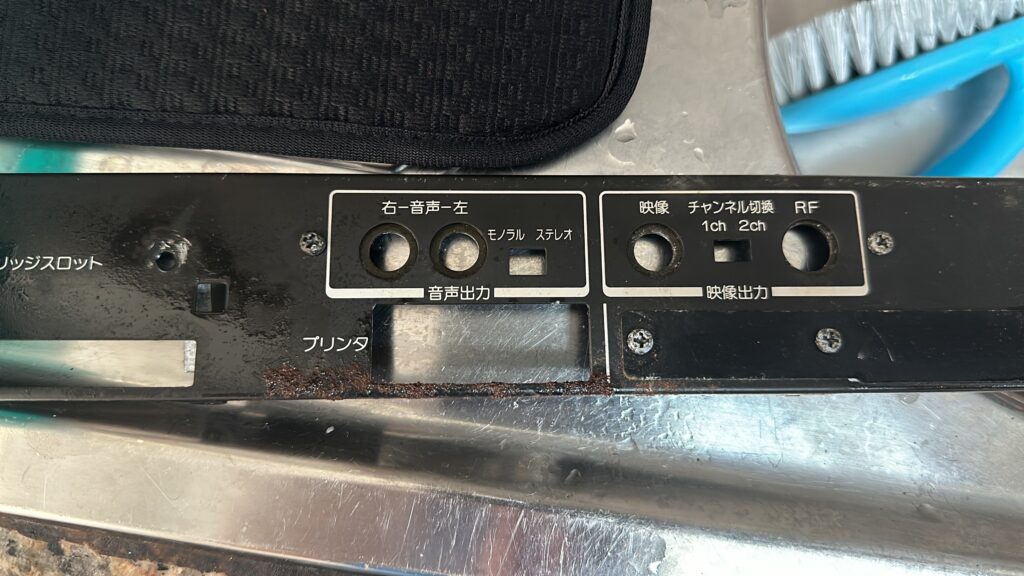 右ー音声ー左
モノラル ステレオ
音声出力
映像 チャンネル切換 RF
1ch 2ch
映像出力
リッジスロット
プリンタ